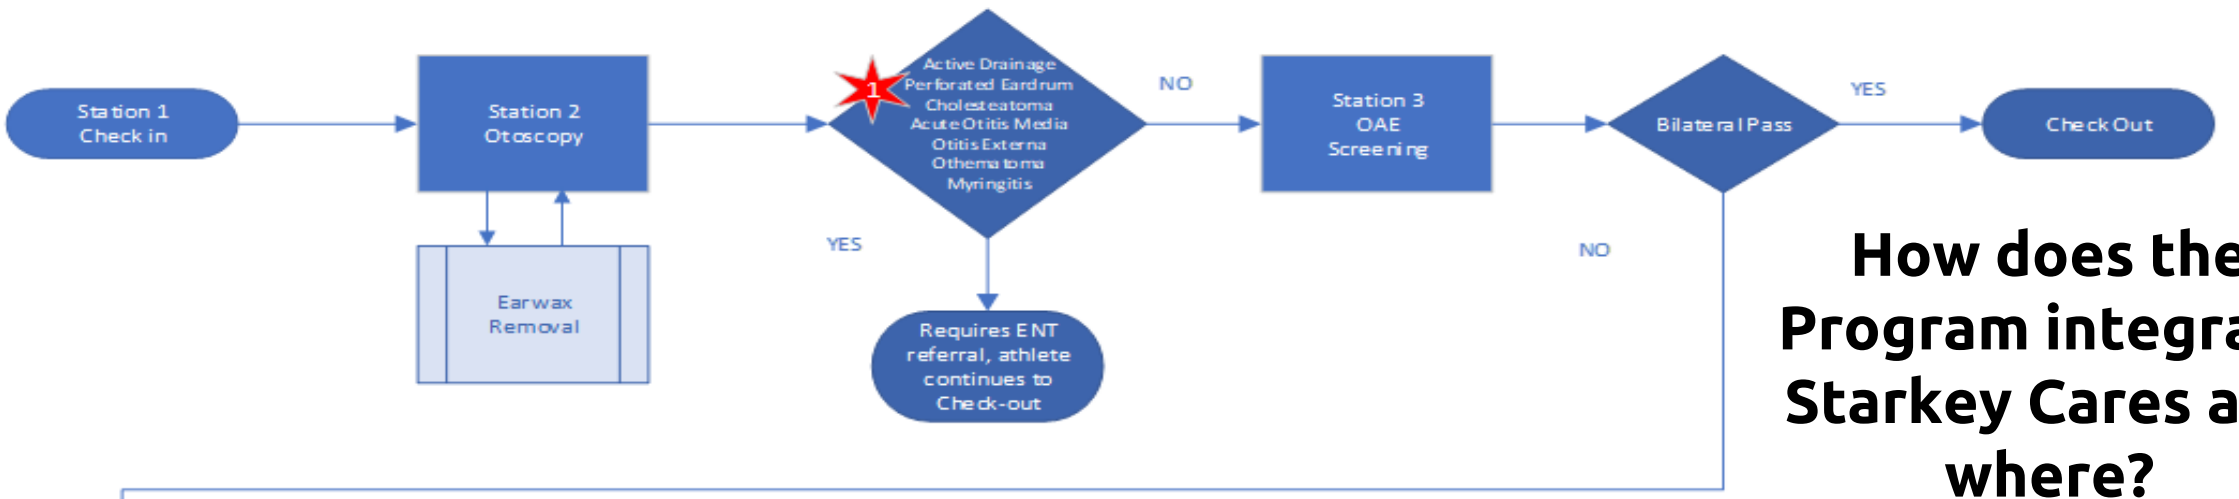 Station 1
Check in
Station 2
Otoscopy
Earwax
Removal
1
Active Drainage
Perforated Eardrum
Cholesteatoma
Acute Otitis Media
Otitis Externa
Othematoma
Myringitis
YES
NO
Requires ENT
referral, athlete
continues to
Check-out
Station 3
OAE
Screening
Bilateral Pass
YES
NO
Check Out
How does the
Program integra
Starkey Cares a
where?